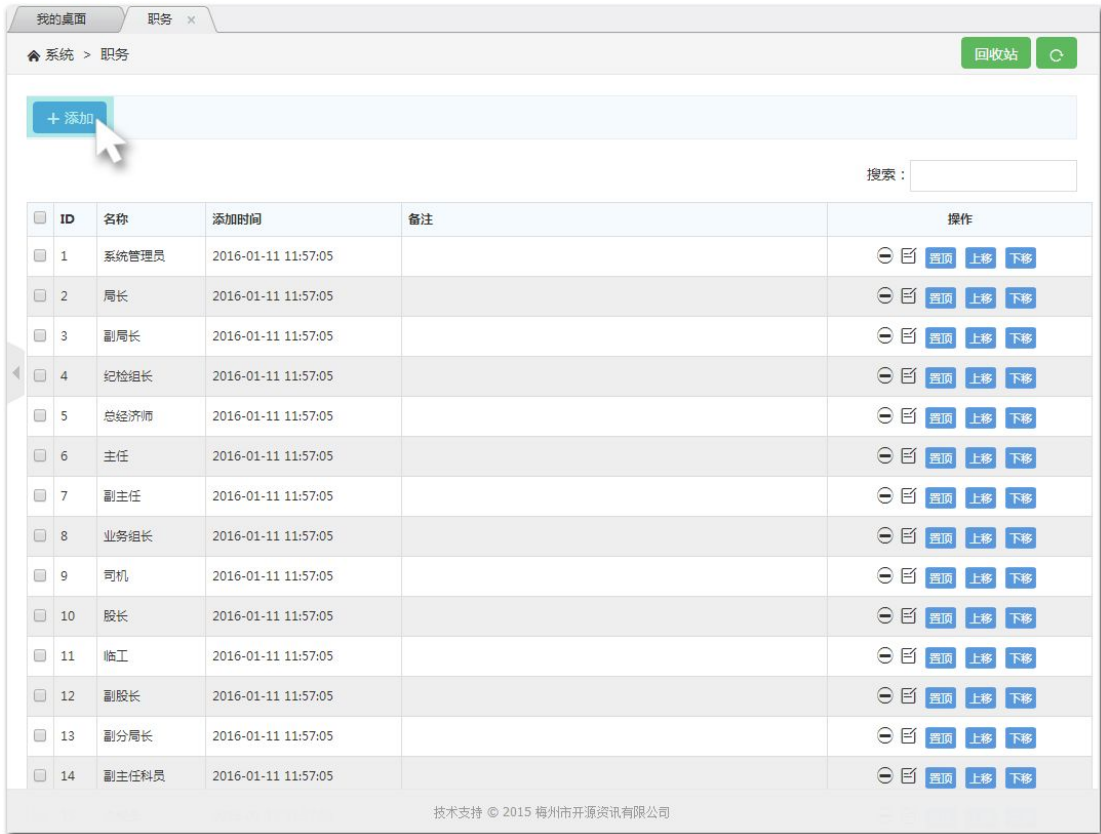 我的桌面 职务 ×
系统 > 职务 回收站
+ 添加
搜索：
ID 名称 添加时间 备注 操作
1 系统管理员 2016-01-11 11:57:05 置顶 上移 下移
2 局长 2016-01-11 11:57:05 置顶 上移 下移
3 副局长 2016-01-11 11:57:05 置顶 上移 下移
4 纪检组长 2016-01-11 11:57:05 置顶 上移 下移
5 总经济师 2016-01-11 11:57:05 置顶 上移 下移
6 主任 2016-01-11 11:57:05 置顶 上移 下移
7 副主任 2016-01-11 11:57:05 置顶 上移 下移
8 业务组长 2016-01-11 11:57:05 置顶 上移 下移
9 司机 2016-01-11 11:57:05 置顶 上移 下移
10 股长 2016-01-11 11:57:05 置顶 上移 下移
11 临工 2016-01-11 11:57:05 置顶 上移 下移
12 副股长 2016-01-11 11:57:05 置顶 上移 下移
13 副分局长 2016-01-11 11:57:05 置顶 上移 下移
14 副主任科员 2016-01-11 11:57:05 置顶 上移 下移
技术支持 © 2015 梅州市开源资讯有限公司